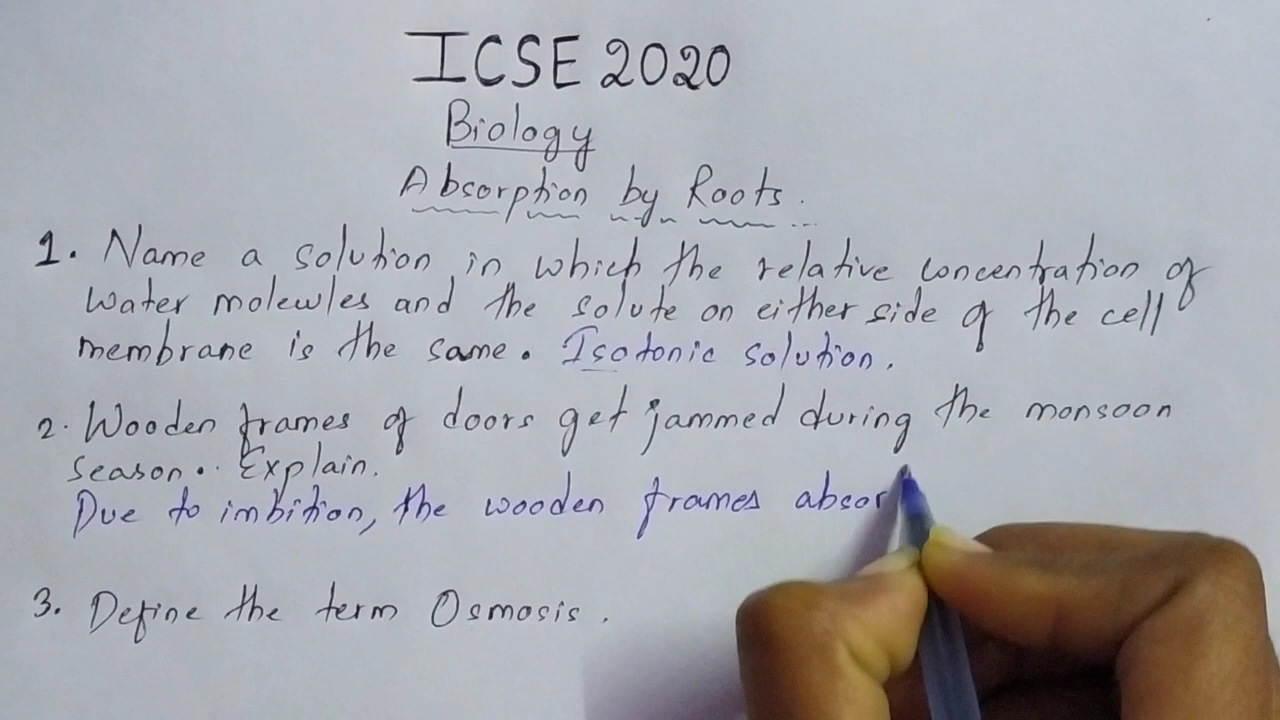 ICSE 2020
Biology
Absorption by Roots.
1. Name a solution in which the relative concentration of
water molecules and the solute on either side of the cell
membrane is the same. Isotonic solution.
2. Wooden frames of doors get jammed during the monsoon
season. Explain.
Due to imbition, the wooden frames absor
3. Define the term Osmosis.